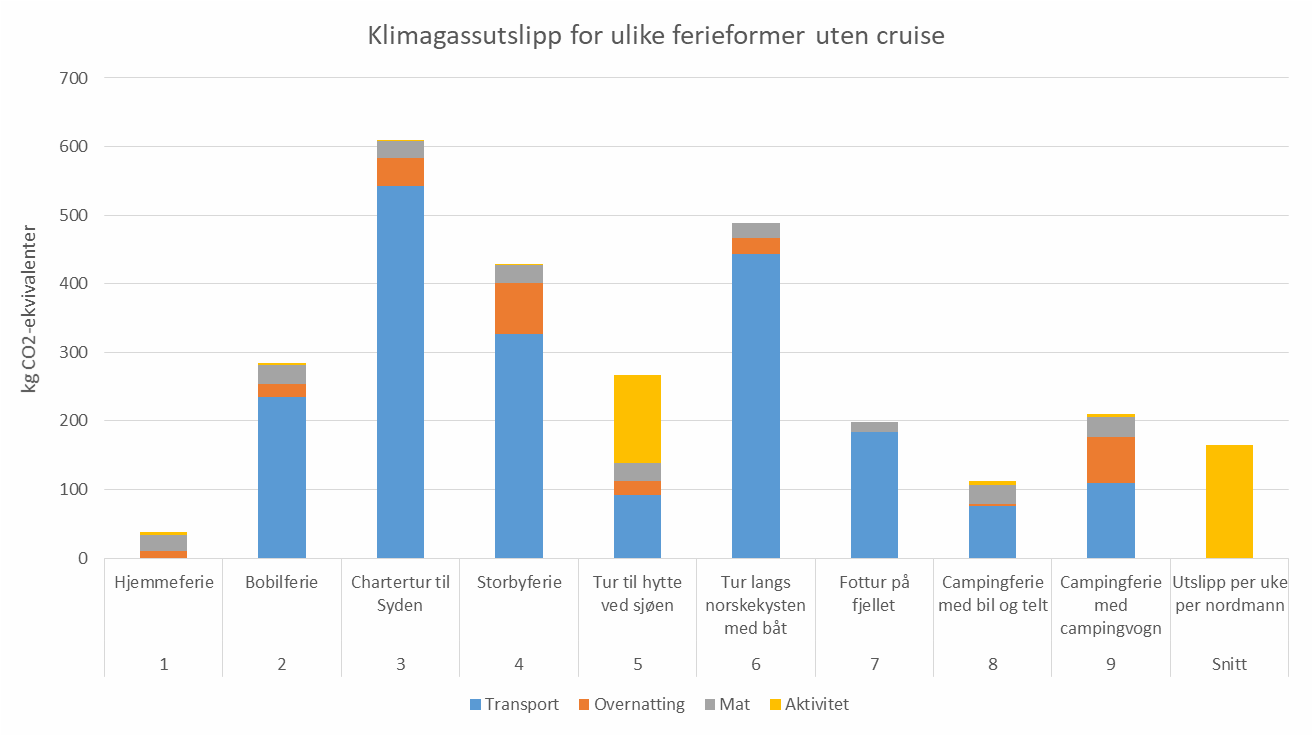 Klimagassutslipp for ulike ferieformer uten cruise
700
600
500
400
300
200
100
0
kg CO2-ekvivalenter
Hjemmeferie
Bobilferie
Chartertur til
Syden
Storbyferie
Tur til hytte
ved sjøen
Tur langs
norskekysten
med båt
Fottur på
fjellet
Campingferie
med bil og telt
Campingferie
med
campingvogn
Utslipp per uke
per nordmann
1 2 3 4 5 6 7 8 9 Snitt
Transport Overnatting Mat Aktivitet